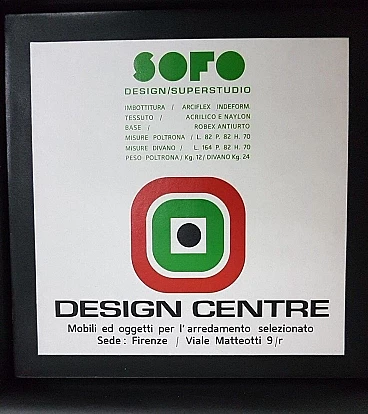 SOFO
DESIGN/SUPERSTUDIO
IMBOTTITURA / ARCIFLEX INDEFORM.
TESSUTO / ACRILICO E NAYLON
BASE / ROBEX ANTIURTO
MISURE POLTRONA / L. 82 P. 82 H. 70
MISURE DIVANO / L. 164 P. 82 H. 70
PESO POLTRONA / Kg. 12 / DIVANO Kg. 24
DESIGN CENTRE
Mobili ed oggetti per l'arredamento selezionato
Sede: Firenze / Viale Matteotti 9/r